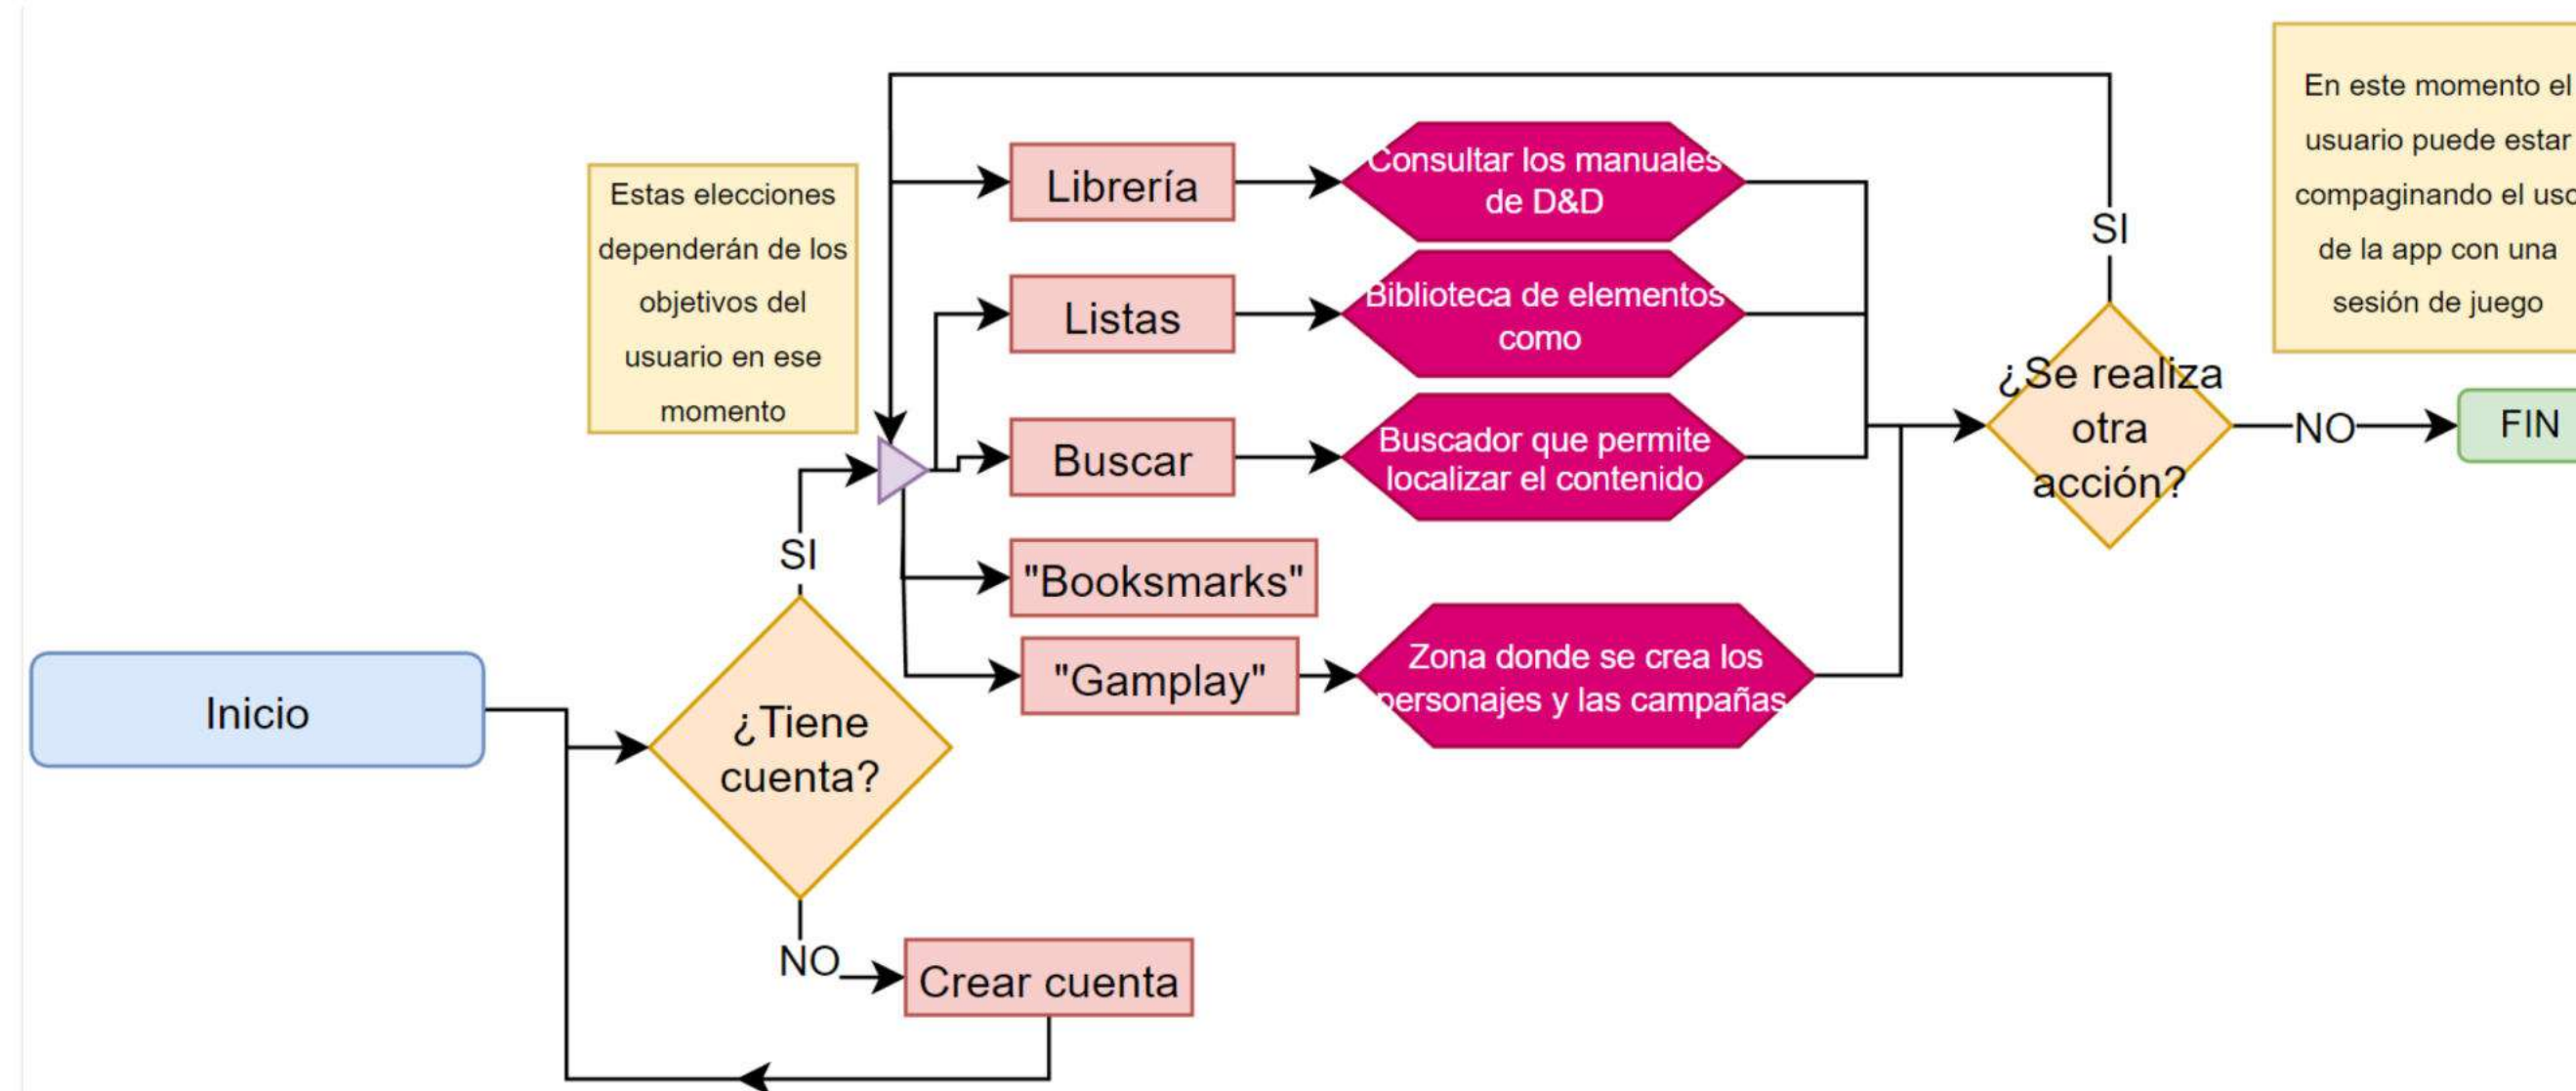 Inicio
¿Tiene
cuenta?
SI
NO
Crear cuenta
Estas elecciones
dependerán de los
objetivos del
usuario en ese
momento
Librería
Consultar los manuales
de D&D
Listas
Biblioteca de elementos
como
Buscar
Buscador que permite
localizar el contenido
"Booksmarks"
"Gamplay"
Zona donde se crea los
personajes y las campañas
¿Se realiza
otra
acción?
SI
NO
FIN
En este momento el
usuario puede estar
compaginando el uso
de la app con una
sesión de juego